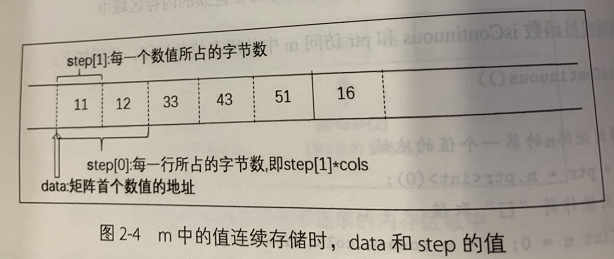 step[1]:每一个数值所占的字节数
11 12 33 43 51 16
step[0]:每一行所占的字节数,即step[1]*cols
data:矩阵首个数值的地址
图 2-4 m 中的值连续存储时，data 和 step 的值